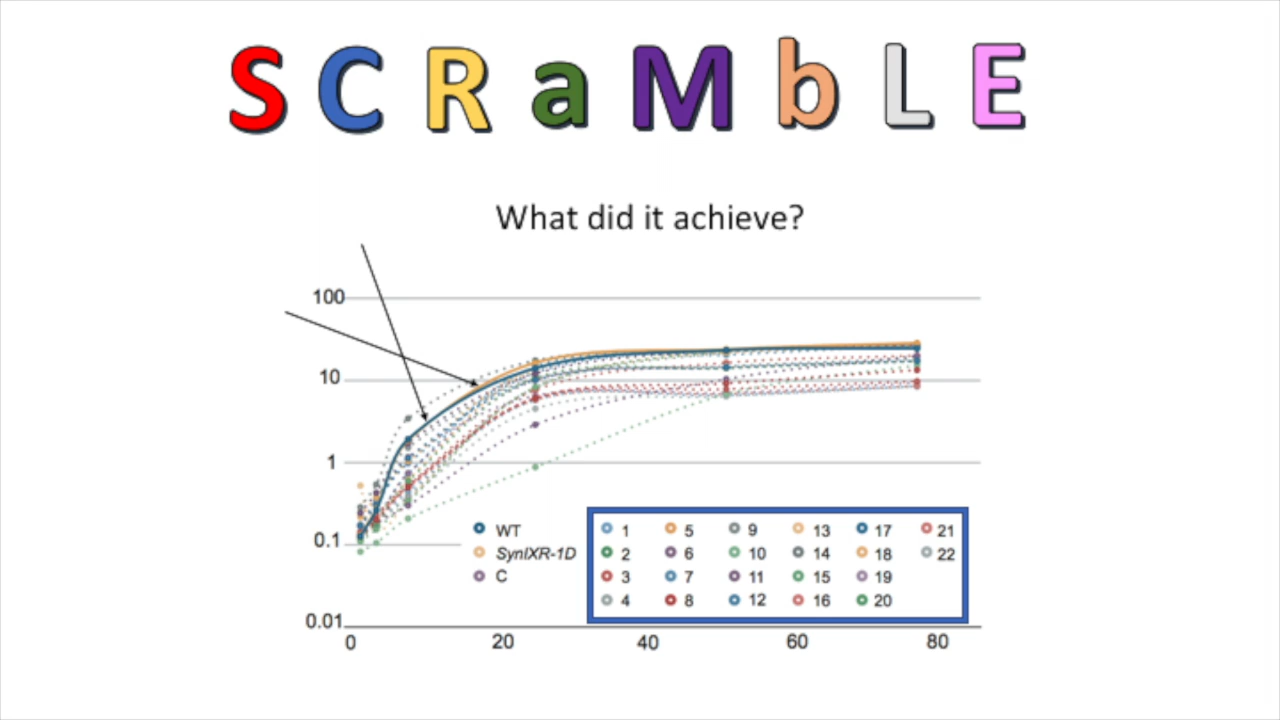 SCRaMbLE
What did it achieve?
100
10
1
0.1
0.01
0 20 40 60 80
WT
SynIXR-1D
C
1 5 9 13 17 21
2 6 10 14 18 22
3 7 11 15 19
4 8 12 16 20